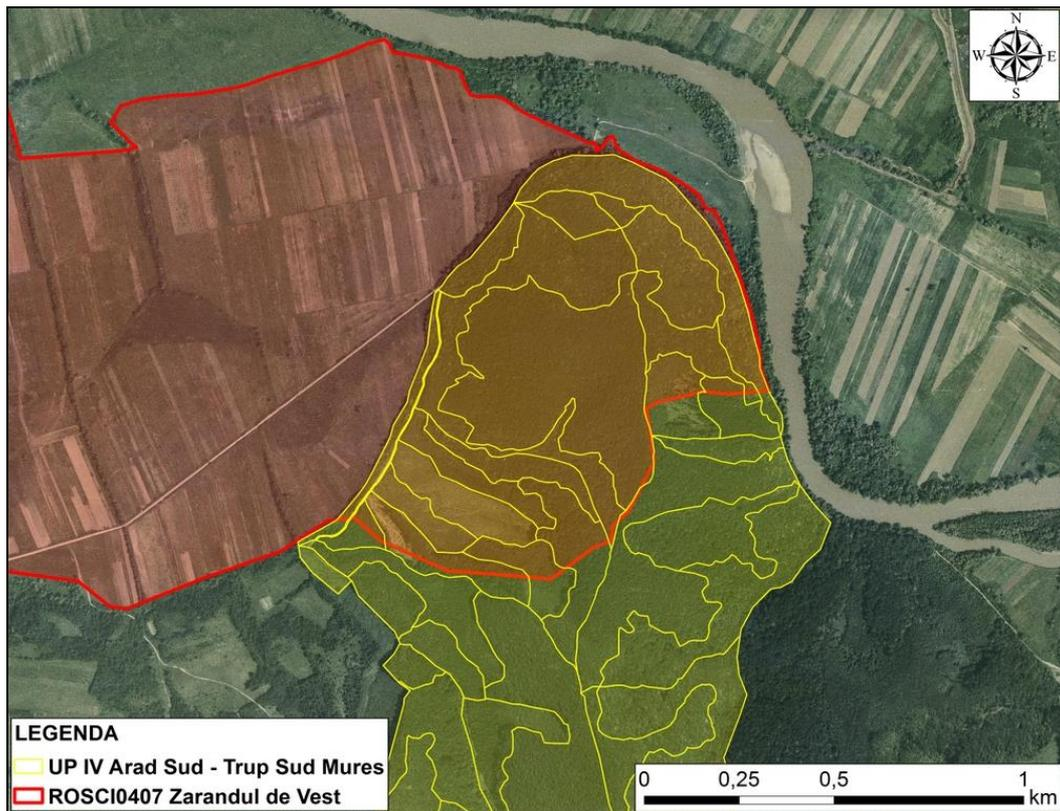 N
W E
S
LEGENDA
UP IV Arad Sud - Trup Sud Mures
ROSCI0407 Zarandul de Vest
0 0,25 0,5 1
km